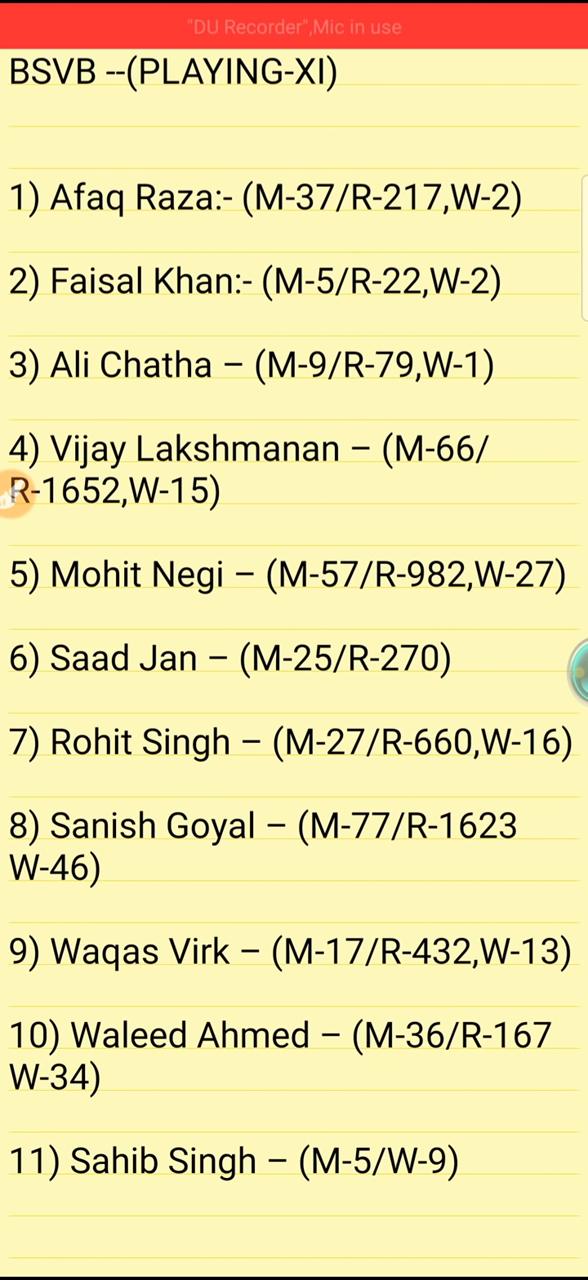 "DU Recorder",Mic in use
BSVB --(PLAYING-XI)
1) Afaq Raza:- (M-37/R-217,W-2)
2) Faisal Khan:- (M-5/R-22,W-2)
3) Ali Chatha – (M-9/R-79,W-1)
4) Vijay Lakshmanan – (M-66/
R-1652,W-15)
5) Mohit Negi – (M-57/R-982,W-27)
6) Saad Jan – (M-25/R-270)
7) Rohit Singh – (M-27/R-660,W-16)
8) Sanish Goyal – (M-77/R-1623
W-46)
9) Waqas Virk – (M-17/R-432,W-13)
10) Waleed Ahmed – (M-36/R-167
W-34)
11) Sahib Singh – (M-5/W-9)